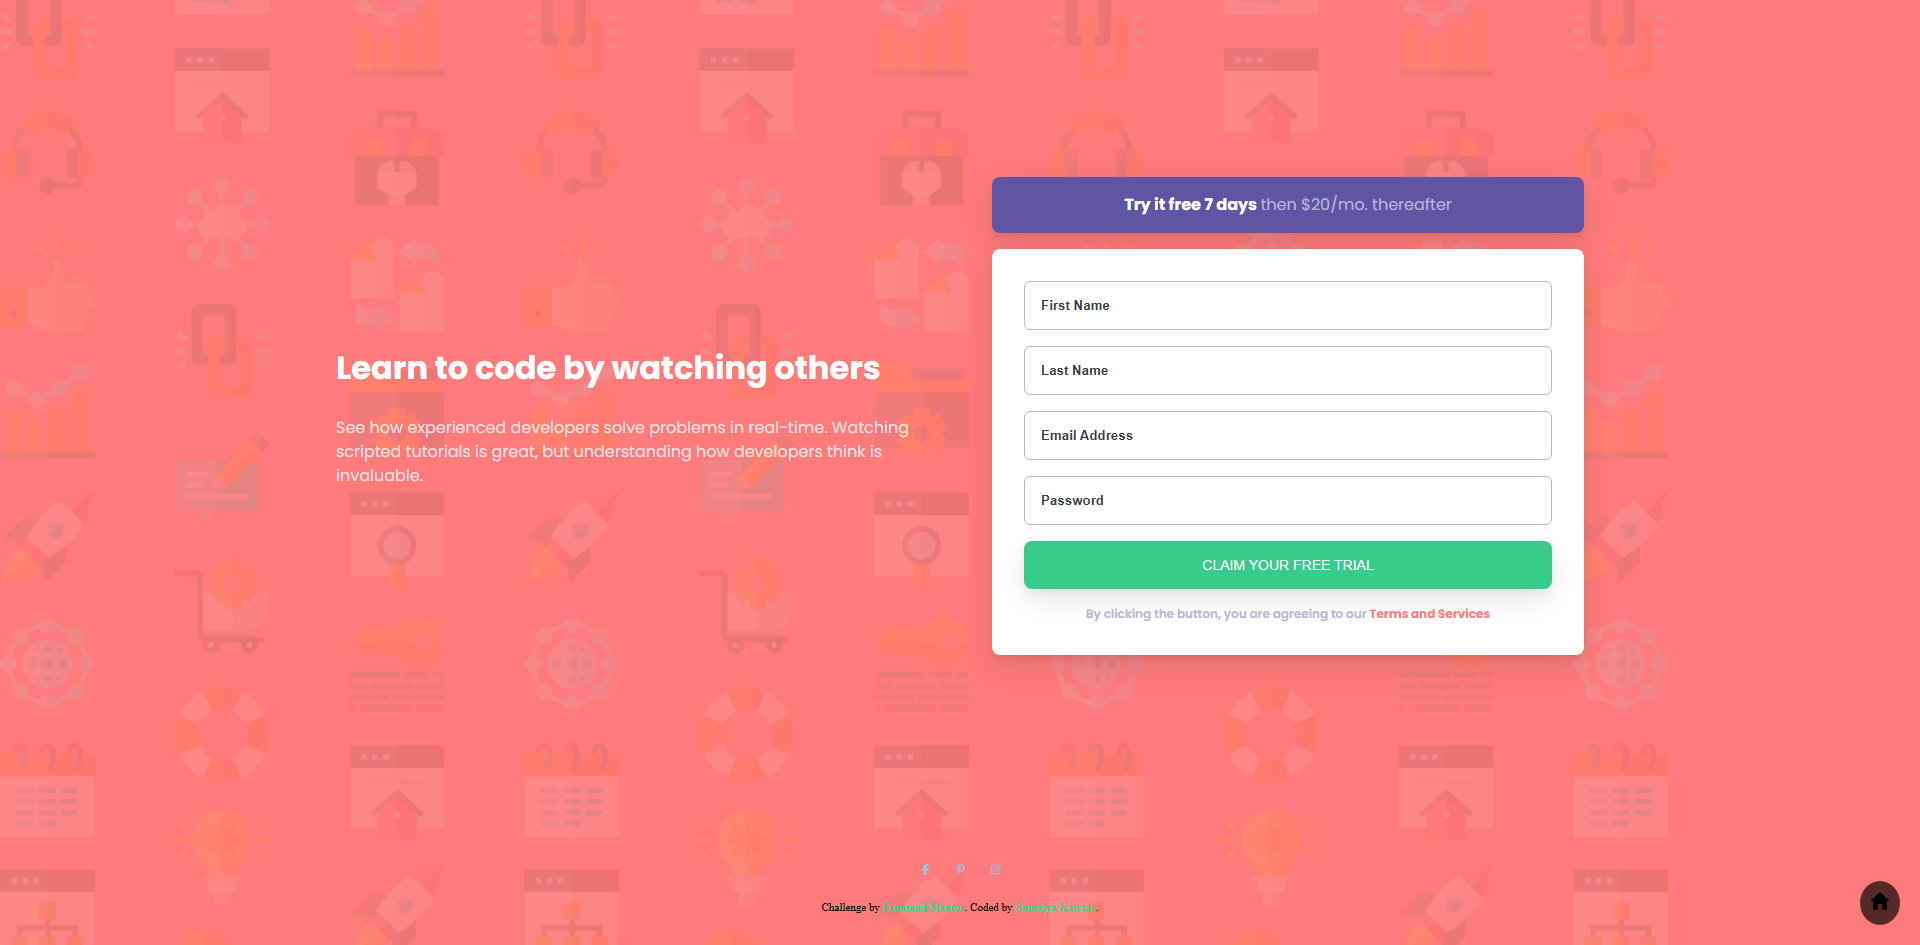 Try it free 7 days then $20/mo. thereafter
First Name
Last Name
Learn to code by watching others
See how experienced developers solve problems in real-time. Watching
scripted tutorials is great, but understanding how developers think is
invaluable.
Email Address
Password
CLAIM YOUR FREE TRIAL
By clicking the button, you are agreeing to our Terms and Services
Challenge by Frontend Mentor. Coded by Sumaiya Kawsar.